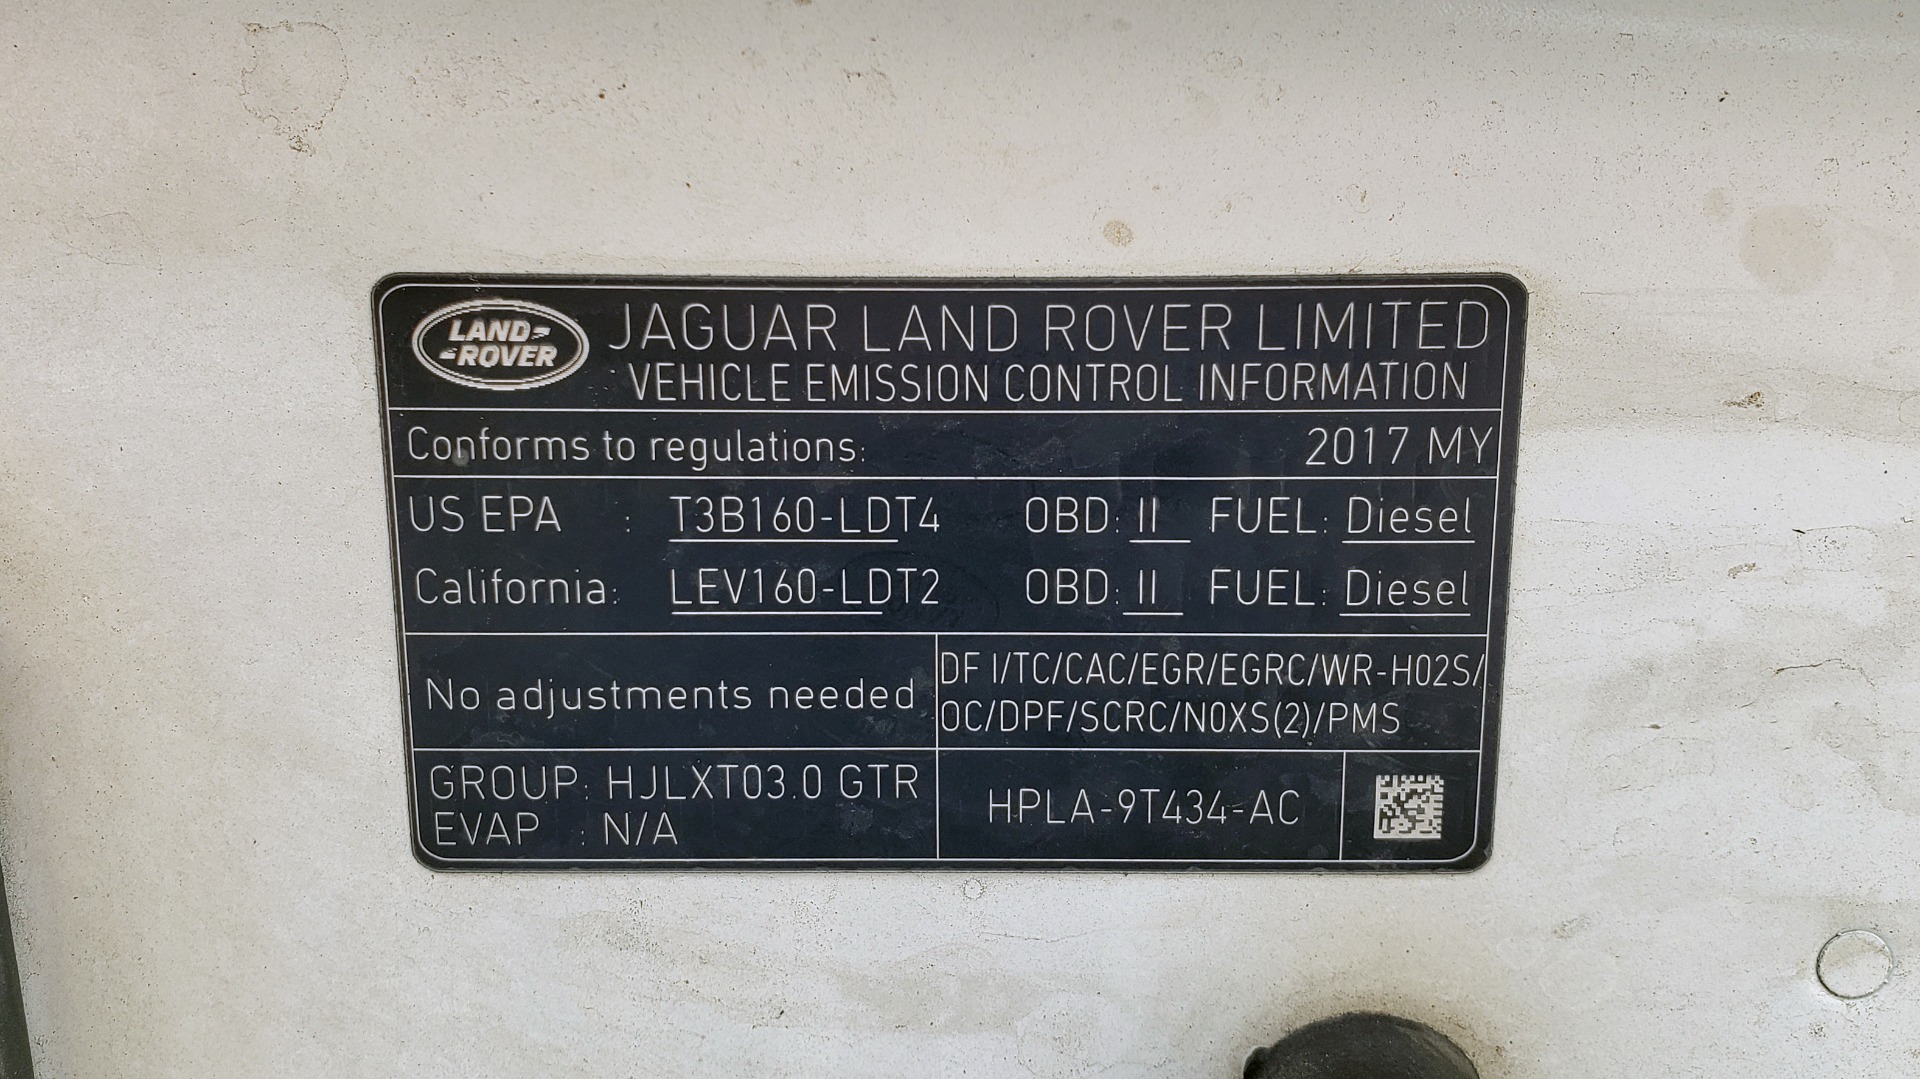 LAND-
-ROVER
JAGUAR LAND ROVER LIMITED
VEHICLE EMISSION CONTROL INFORMATION
Conforms to regulations: 2017 MY
US EPA : T3B160-LDT4 OBD: II FUEL: Diesel
California: LEV160-LDT2 OBD: II FUEL: Diesel
No adjustments needed
DF I/TC/CAC/EGR/EGRC/WR-H02S/
OC/DPF/SCRC/N0XS(2)/PMS
GROUP: HJLXT03.0 GTR
EVAP : N/A
HPLA-9T434-AC